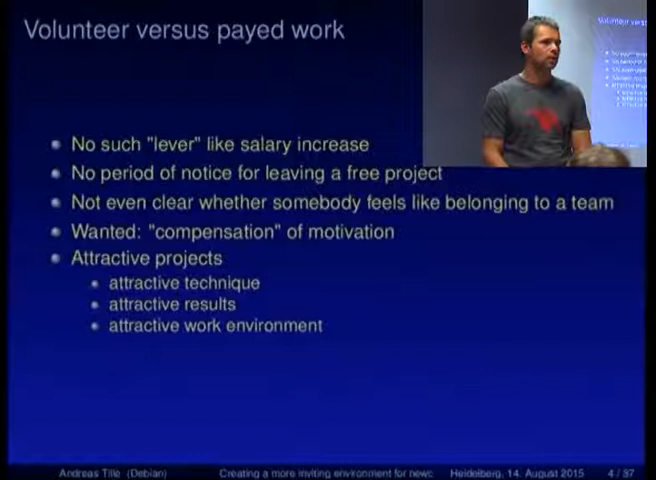 Volunteer versus payed work
No such "lever" like salary increase
No period of notice for leaving a free project
Not even clear whether somebody feels like belonging to a team
Wanted: "compensation" of motivation
Attractive projects
attractive technique
attractive results
attractive work environment
Andreas Tille (Debian) Creating a more inviting environment for newc Heidelberg, 14. August 2015 4 / 37